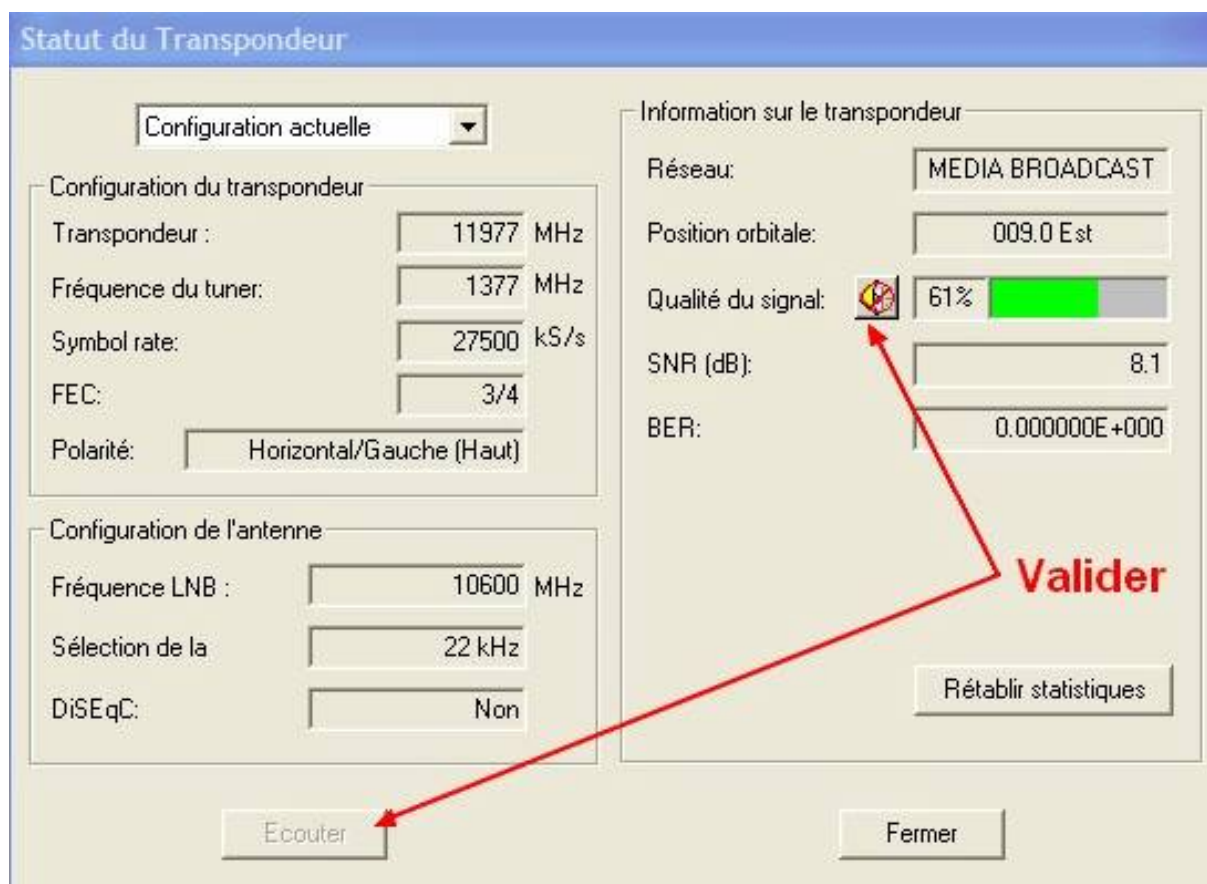 Statut du Transpondeur
Configuration actuelle
Configuration du transpondeur
Transpondeur : 11977 MHz
Fréquence du tuner: 1377 MHz
Symbol rate: 27500 kS/s
FEC: 3/4
Polarité: Horizontal/Gauche (Haut)
Configuration de l'antenne
Fréquence LNB : 10600 MHz
Sélection de la 22 kHz
DiSEqC: Non
Ecouter
Information sur le transpondeur
Réseau: MEDIA BROADCAST
Position orbitale: 009.0 Est
Qualité du signal: 61%
SNR (dB): 8.1
BER: 0.000000E+000
Valider
Rétablir statistiques
Fermer